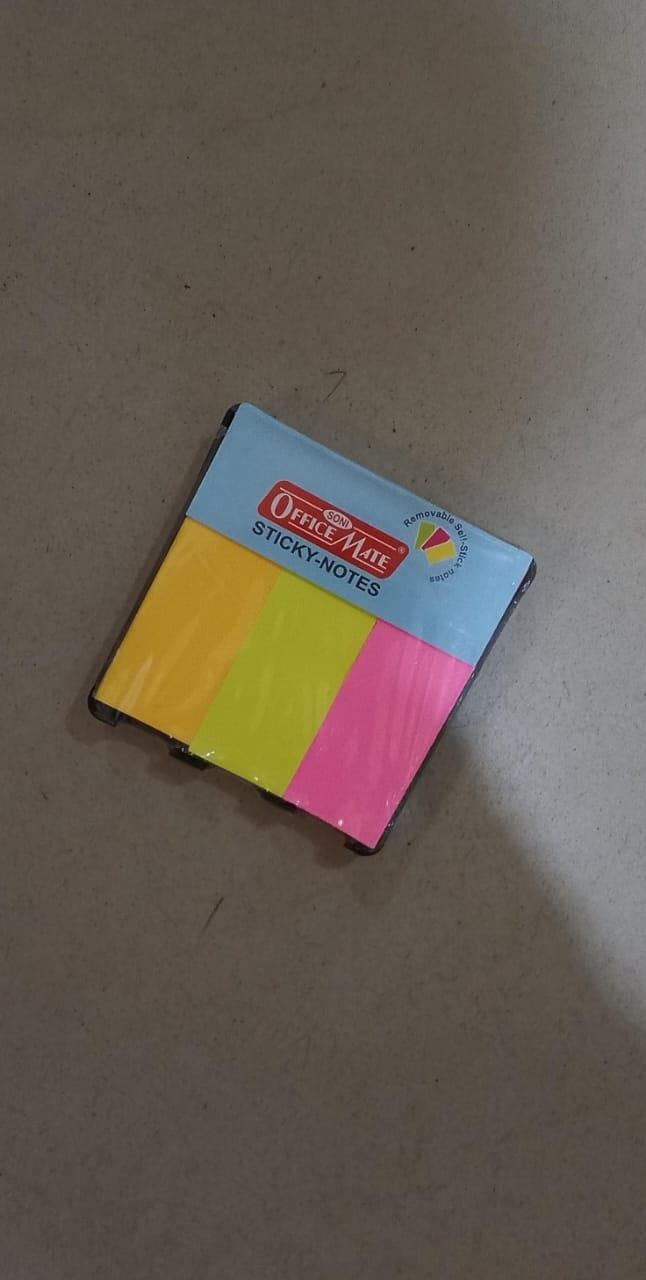 SONI
OFFICE MATE®
STICKY-NOTES
Removable Self-Stick notes